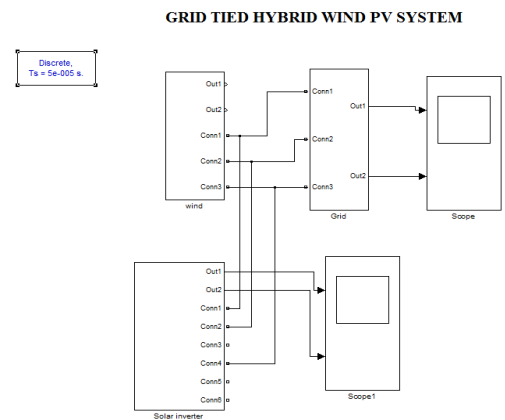 GRID TIED HYBRID WIND PV SYSTEM
Discrete,
Ts = 5e-005 s.
Out1
Out2
Conn1
Conn2
Conn3
wind
Conn1
Conn2
Conn3
Out1
Out2
Grid
Scope
Out1
Out2
Conn1
Conn2
Conn3
Conn4
Conn5
Conn6
Solar inverter
Scope1